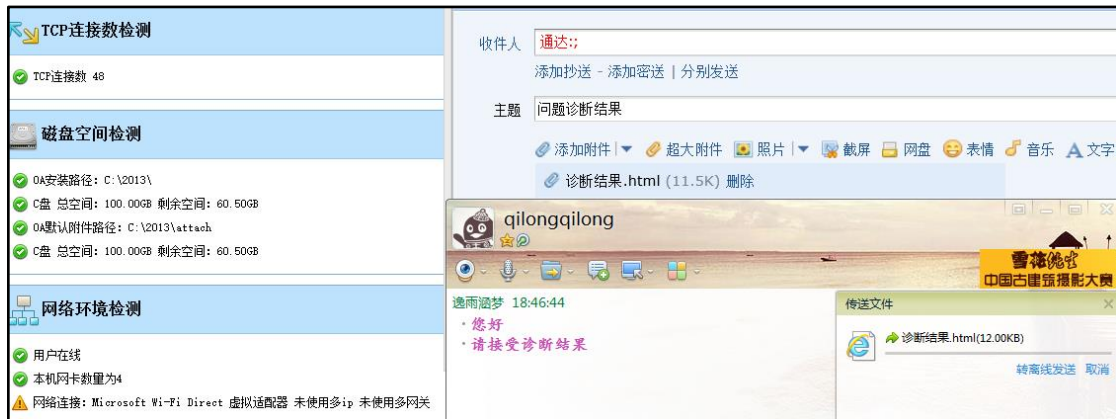 TCP连接数检测
TCP连接数 48
磁盘空间检测
OA安装路径: C:\2013\
C盘 总空间: 100.00GB 剩余空间: 60.50GB
OA默认附件路径: C:\2013\attach
C盘 总空间: 100.00GB 剩余空间: 60.50GB
网络环境检测
用户在线
本机网卡数量为4
网络连接: Microsoft Wi-Fi Direct 虚拟适配器 未使用多ip 未使用多网关
收件人 通达:;
添加抄送 - 添加密送 | 分别发送
主题 问题诊断结果
添加附件 | 超大附件 照片 | 截屏 网盘 表情 音乐 A 文字
诊断结果.html (11.5K) 删除
qilongqilong
中国古建筑摄影大赛
逸雨涵梦 18:46:44
·您好
·请接受诊断结果
传送文件
诊断结果.html(12.00KB)
转离线发送 取消